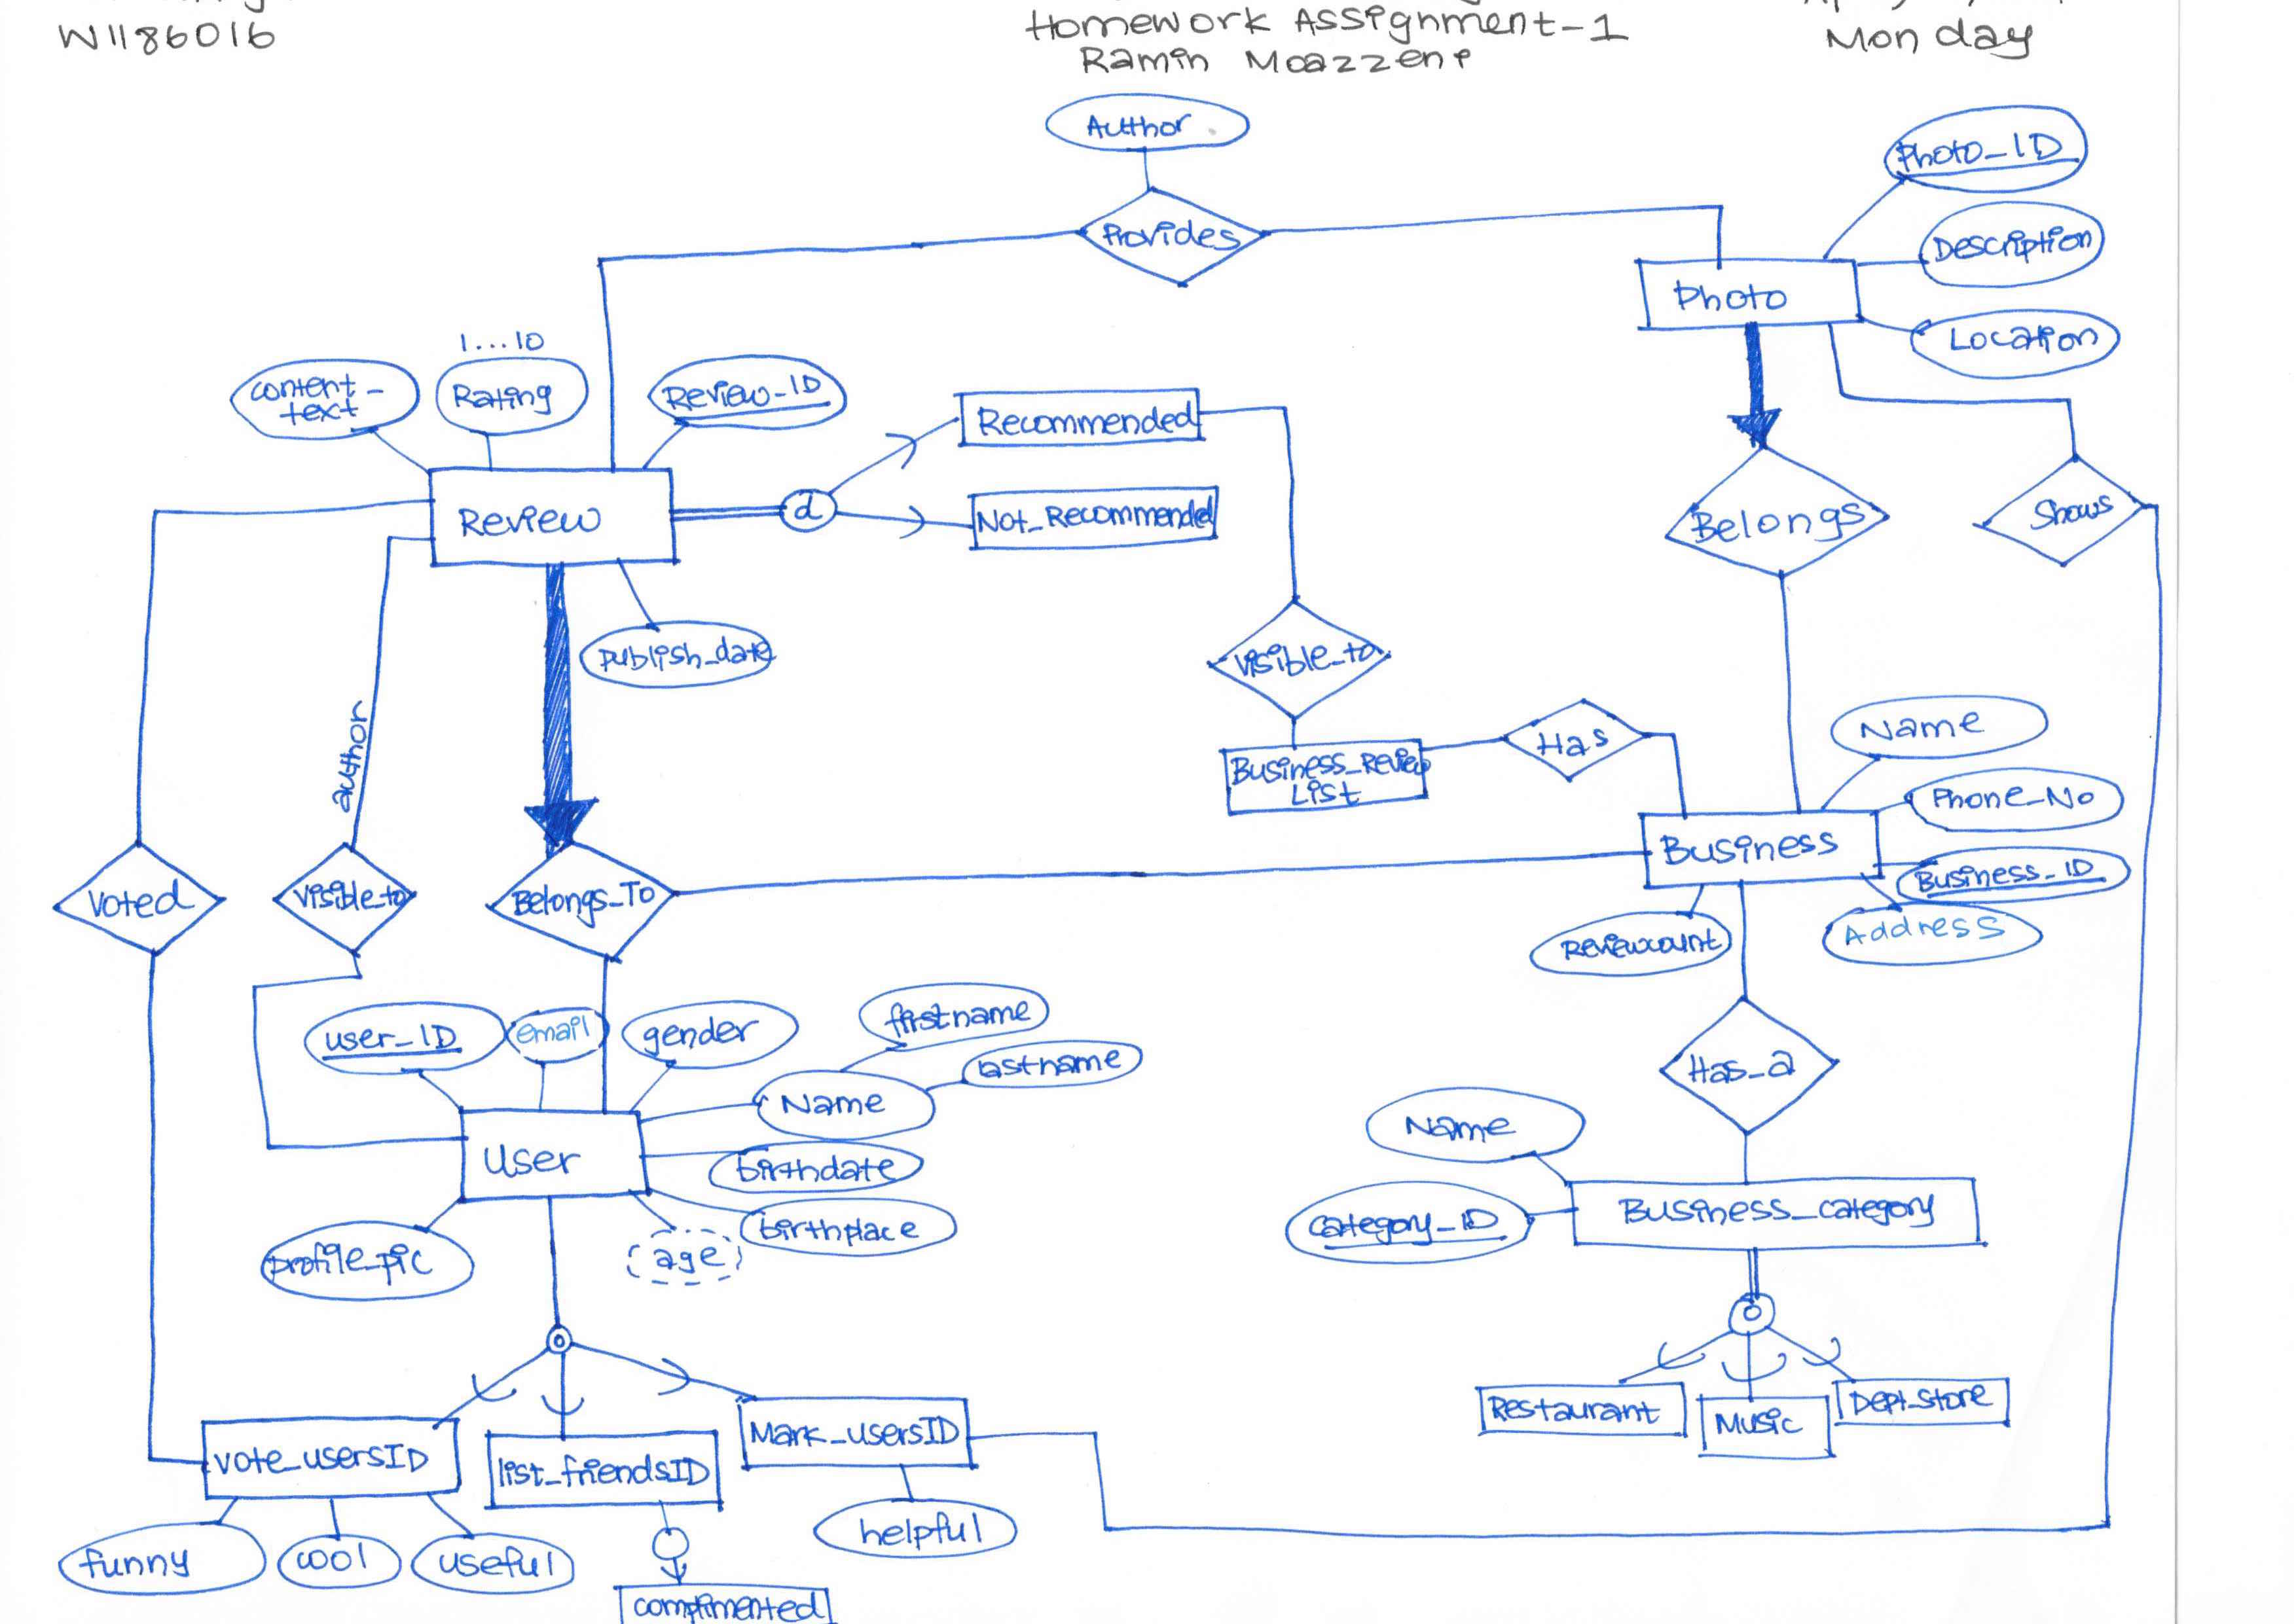 W1186016
Homework Assignment-1
Monday
Ramin Moazzeni
Author
Photo_ID
Provides
Description
Photo
Location
1...10
content-
text
Rating
Review_ID
Recommended
Review
d
Not_Recommended
Belongs
Shows
publish_date
visible_to
author
Has
Name
Business_Review
List
Phone_No
Business
Business_ID
Voted
visible_to
Belongs_To
Reviewcount
Address
user_ID
email
gender
firstname
lastname
Name
Has_a
Name
User
birthdate
birthplace
Category_ID
Business_category
profile_pic
age
o
o
Restaurant
Music
Dept_Store
vote_usersID
list_friendsID
Mark_usersID
helpful
funny
cool
useful
complimented